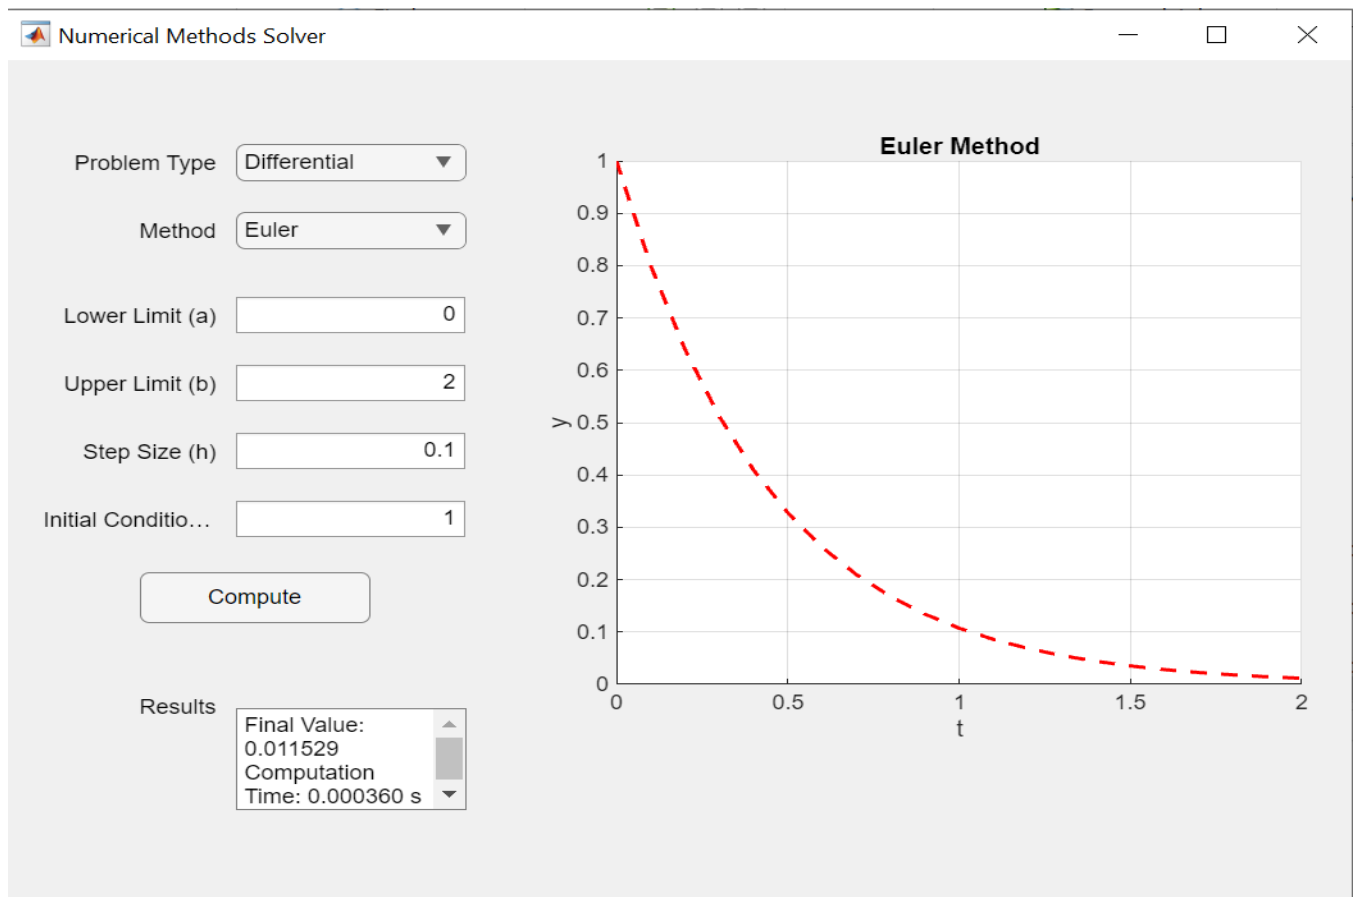 Numerical Methods Solver
Problem Type
Differential
Method
Euler
Lower Limit (a)
0
Upper Limit (b)
2
Step Size (h)
0.1
Initial Conditio...
1
Compute
Results
Final Value:
0.011529
Computation
Time: 0.000360 s
Euler Method
1
0.9
0.8
0.7
0.6
0.5
0.4
0.3
0.2
0.1
0
y
0
0.5
1
1.5
2
t